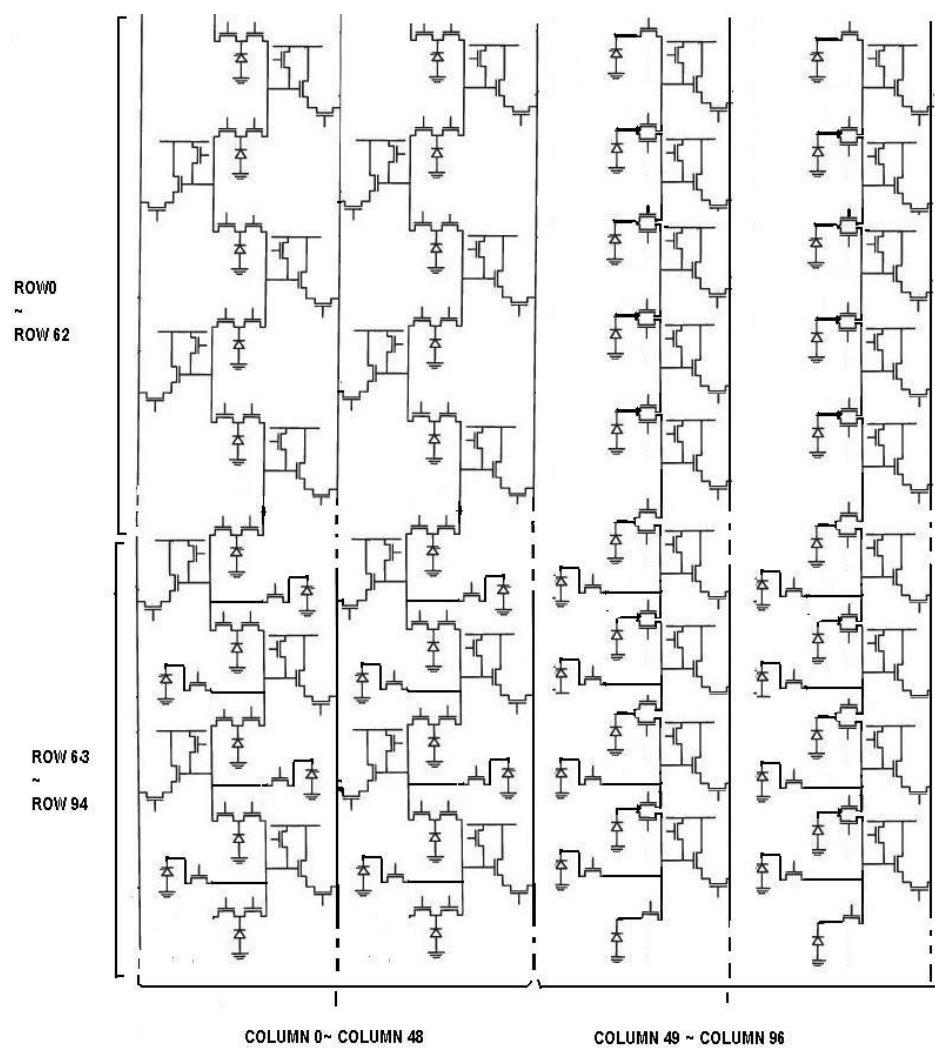 ROW0
~
ROW 62
ROW 63
~
ROW 94
COLUMN 0~ COLUMN 48
COLUMN 49 ~ COLUMN 96